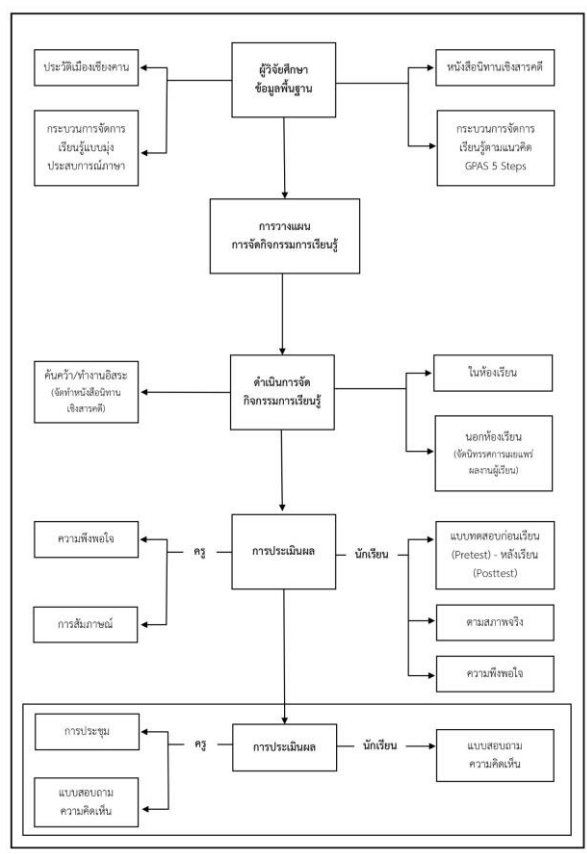 ประวัติเมืองเชียงคาน
ผู้วิจัยศึกษา
ข้อมูลพื้นฐาน
หนังสือนิทานเชิงสารคดี
กระบวนการจัดการ
เรียนรู้แบบมุ่ง
ประสบการณ์ภาษา
กระบวนการจัดการ
เรียนรู้ตามแนวคิด
GPAS 5 Steps
การวางแผน
การจัดกิจกรรมการเรียนรู้
ค้นคว้า/ทำงานอิสระ
(จัดทำหนังสือนิทาน
เชิงสารคดี)
ดำเนินการจัด
กิจกรรมการเรียนรู้
ในห้องเรียน
นอกห้องเรียน
(จัดนิทรรศการเผยแพร่
ผลงานผู้เรียน)
ความพึงพอใจ
การสัมภาษณ์
ครู
การประเมินผล
นักเรียน
แบบทดสอบก่อนเรียน
(Pretest) - หลังเรียน
(Posttest)
ตามสภาพจริง
ความพึงพอใจ
การประชุม
แบบสอบถาม
ความคิดเห็น
ครู
การประเมินผล
นักเรียน
แบบสอบถาม
ความคิดเห็น